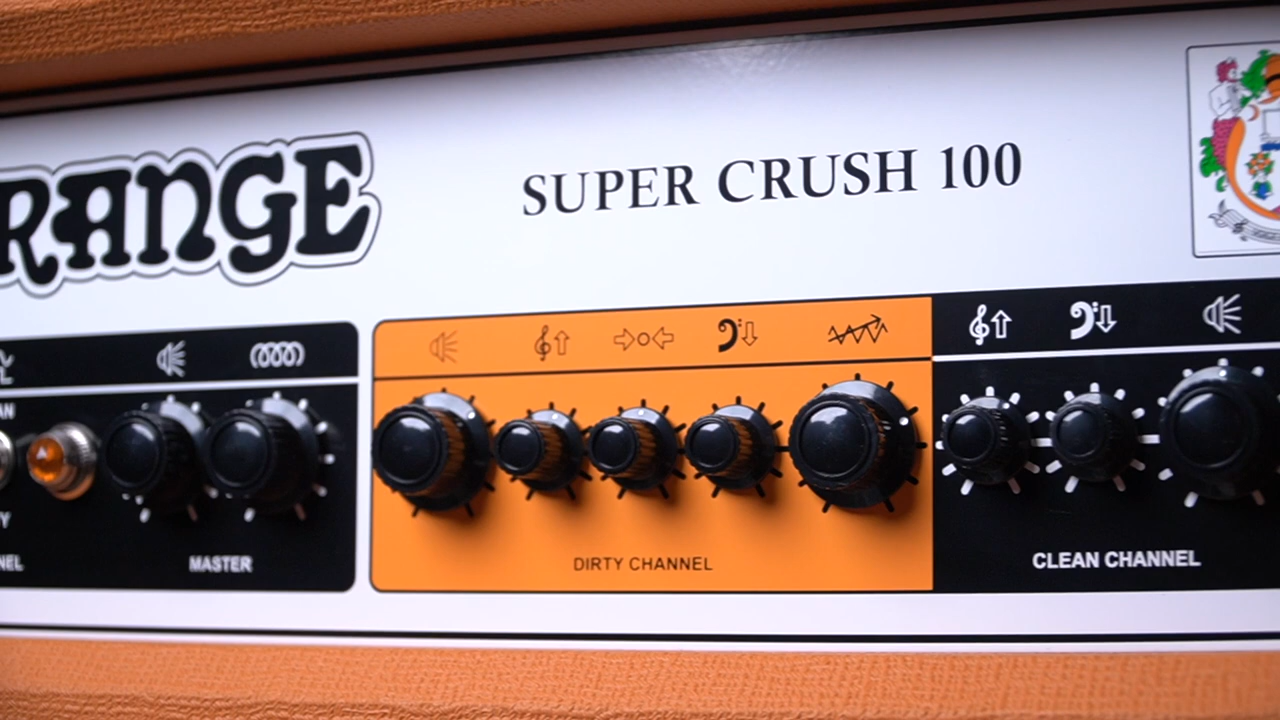 RANGE
SUPER CRUSH 100
MASTER
DIRTY CHANNEL
CLEAN CHANNEL